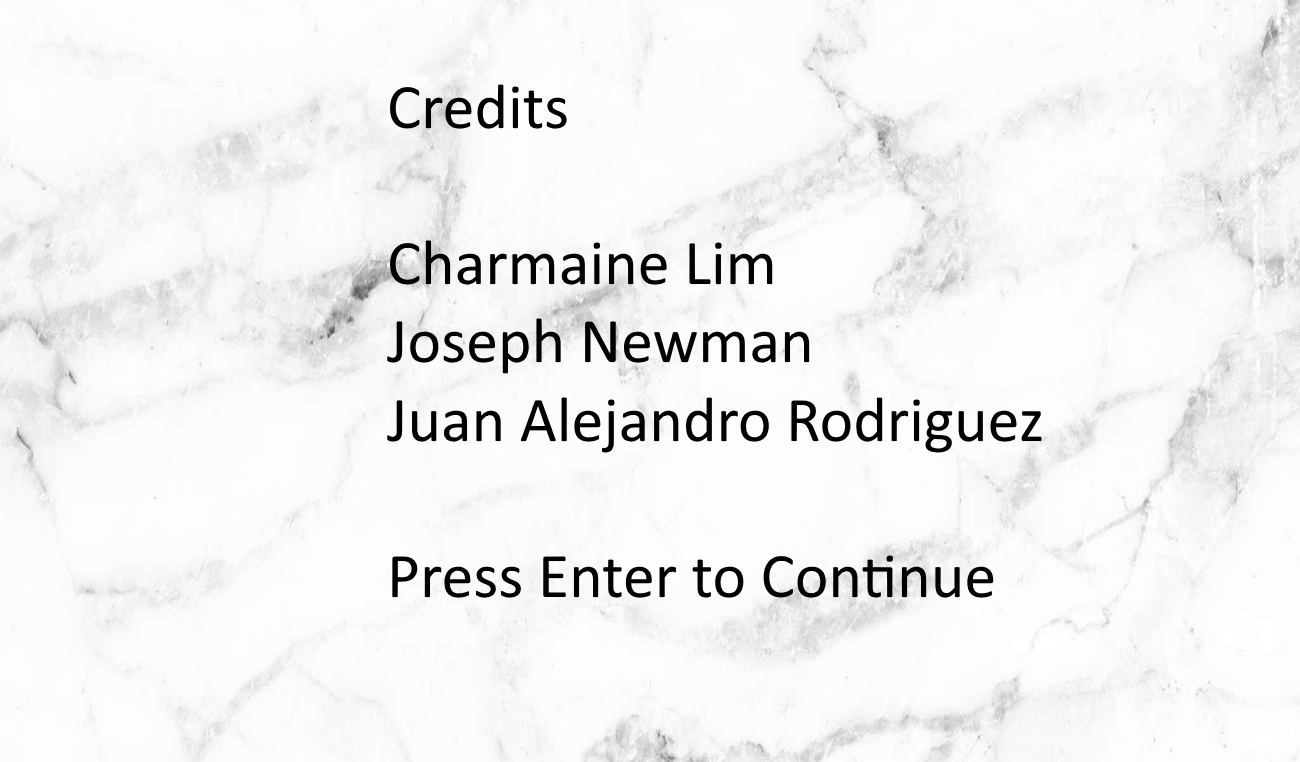 Credits
Charmaine Lim
Joseph Newman
Juan Alejandro Rodriguez
Press Enter to Continue